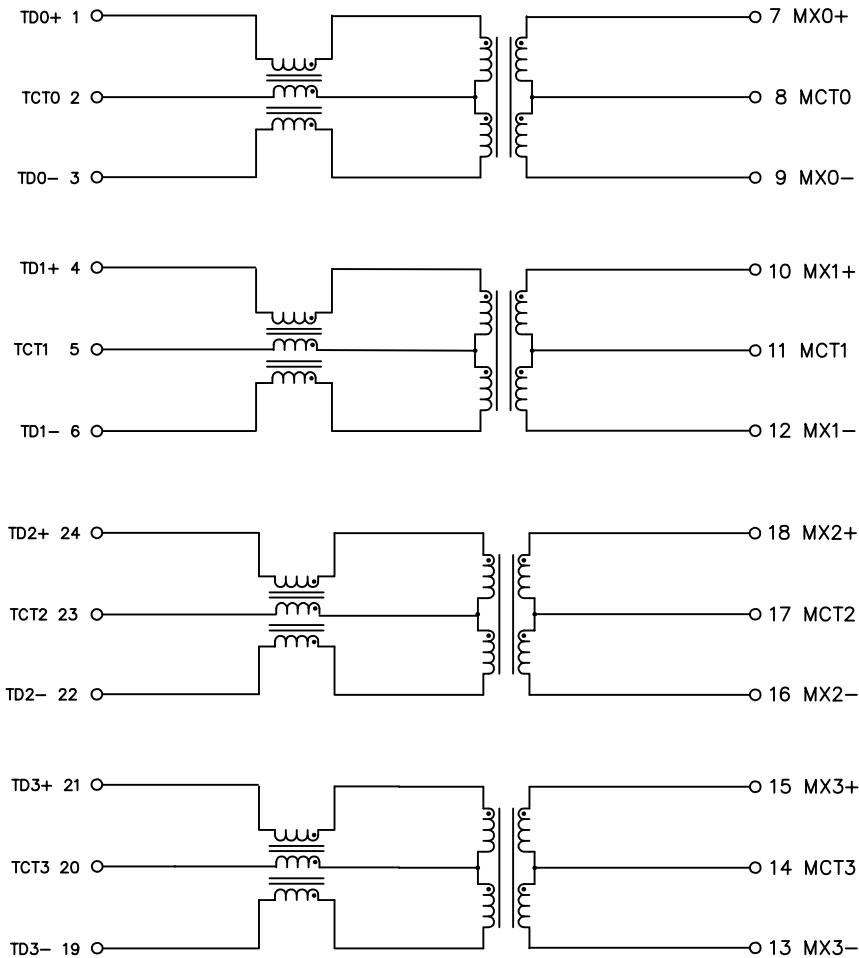 TD0+ 1 7 MX0+
TCT0 2 8 MCT0
TD0- 3 9 MX0-
TD1+ 4 10 MX1+
TCT1 5 11 MCT1
TD1- 6 12 MX1-
TD2+ 24 18 MX2+
TCT2 23 17 MCT2
TD2- 22 16 MX2-
TD3+ 21 15 MX3+
TCT3 20 14 MCT3
TD3- 19 13 MX3-